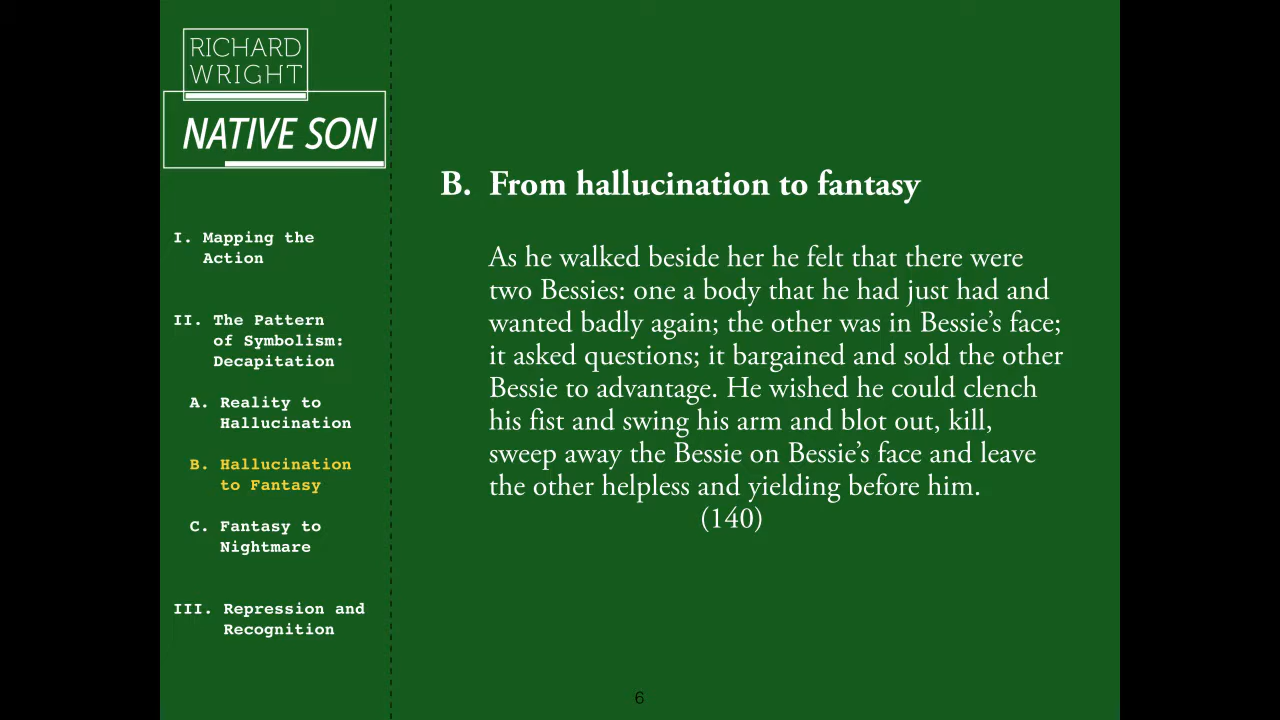 RICHARD
WRIGHT
NATIVE SON
I. Mapping the
Action
II. The Pattern
of Symbolism:
Decapitation
A. Reality to
Hallucination
B. Hallucination
to Fantasy
C. Fantasy to
Nightmare
III. Repression and
Recognition
B. From hallucination to fantasy
As he walked beside her he felt that there were
two Bessies: one a body that he had just had and
wanted badly again; the other was in Bessie’s face;
it asked questions; it bargained and sold the other
Bessie to advantage. He wished he could clench
his fist and swing his arm and blot out, kill,
sweep away the Bessie on Bessie’s face and leave
the other helpless and yielding before him.
(140)
6